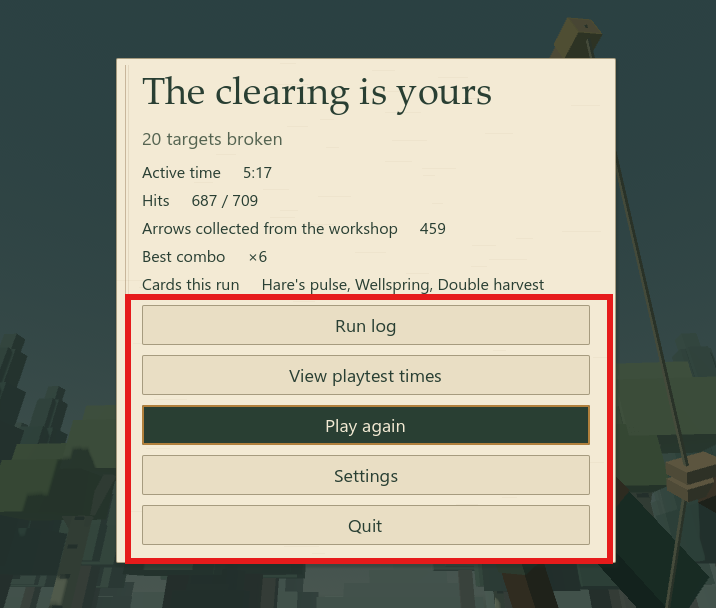 The clearing is yours
20 targets broken
Active time 5:17
Hits 687 / 709
Arrows collected from the workshop 459
Best combo ×6
Cards this run Hare's pulse, Wellspring, Double harvest
Run log
View playtest times
Play again
Settings
Quit